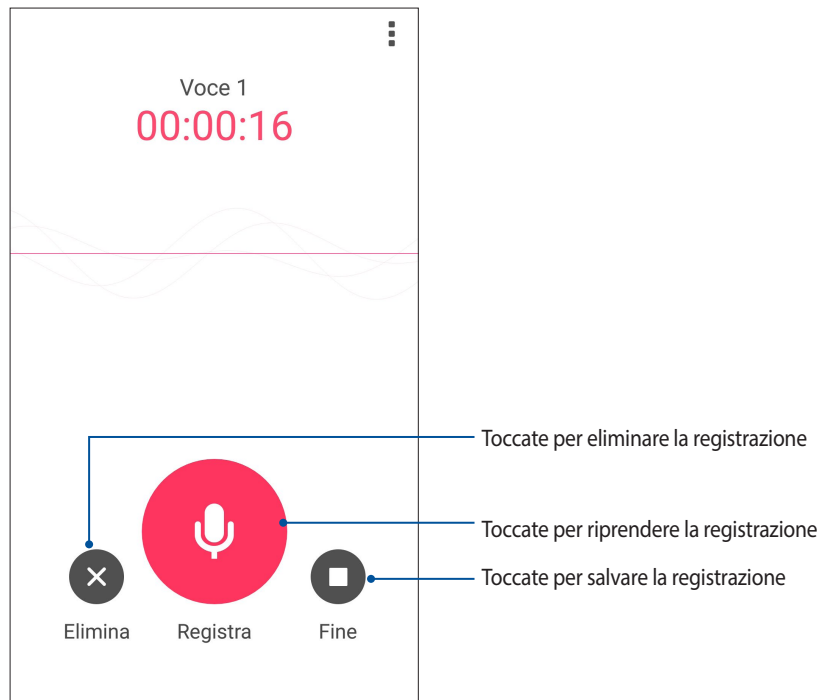 Voce 1
00:00:16
Toccate per eliminare la registrazione
Toccate per riprendere la registrazione
Toccate per salvare la registrazione
Elimina
Registra
Fine